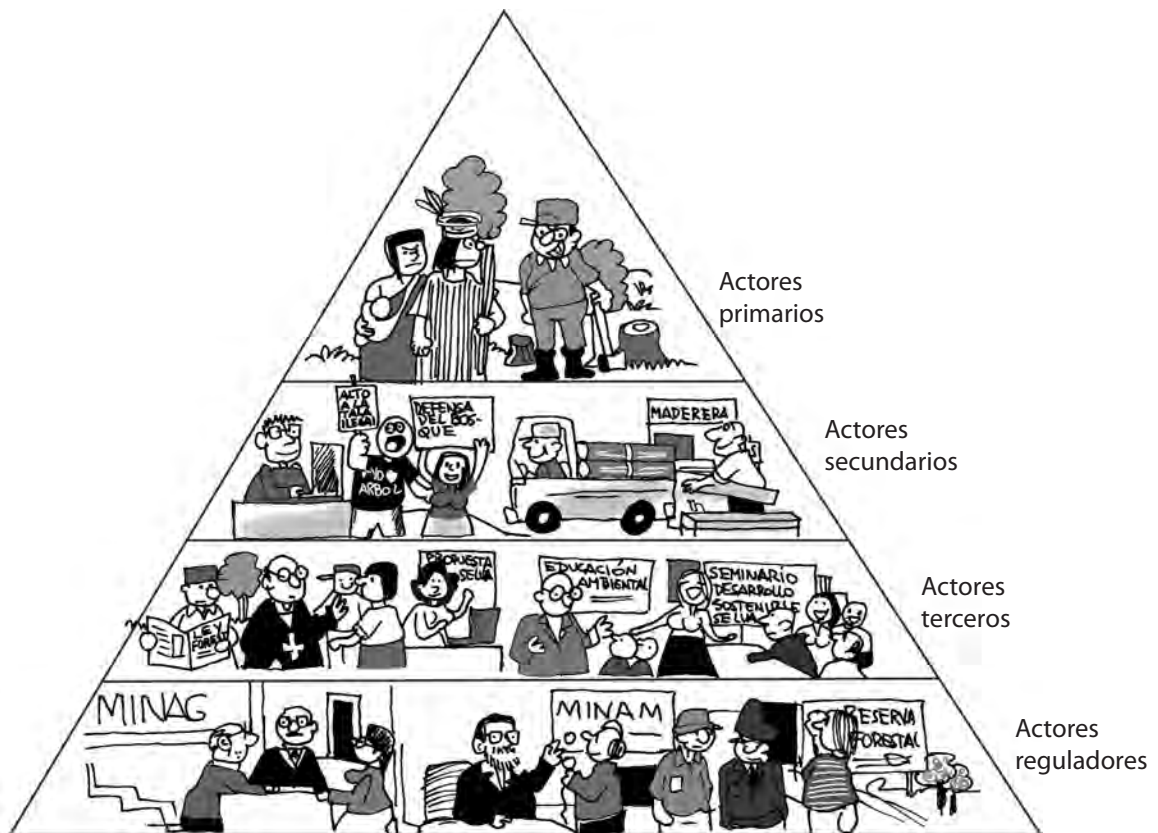 Actores
primarios
ALTO
A LA
TALA
ILEGAL
DEFENSA
DEL BOS-
QUE
ARBOL
MADERERA
Actores
secundarios
LEY
PROPUESTA
SELVA
EDUCACIÓN
AMBIENTAL
SEMINARIO
DESARROLLO
SOSTENIBLE
SELVA
Actores
terceros
MINAG
MINAM
RESERVA
FORESTAL
Actores
reguladores